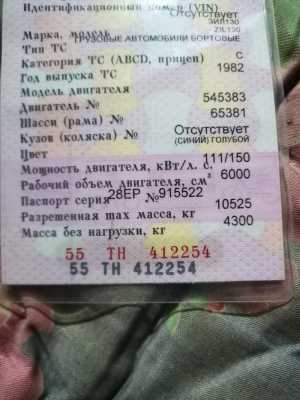 Идентификационный номер (VIN) Отсутствует
Марка, модель ЗИЛ130
ZIL130
Тип ТС ГРУЗОВЫЕ АВТОМОБИЛИ БОРТОВЫЕ
Категория ТС (ABCD, прицеп) C
Год выпуска ТС 1982
Модель двигателя
Двигатель № 545383
Шасси (рама) № 65381
Кузов (коляска) № Отсутствует
Цвет (СИНИЙ) ГОЛУБОЙ
Мощность двигателя, кВт/л. с. 111/150
Рабочий объем двигателя, см³ 6000
Паспорт серия 28ЕР № 915522
Разрешенная max масса, кг 10525
Масса без нагрузки, кг 4300
55 ТН 412254
55 ТН 412254